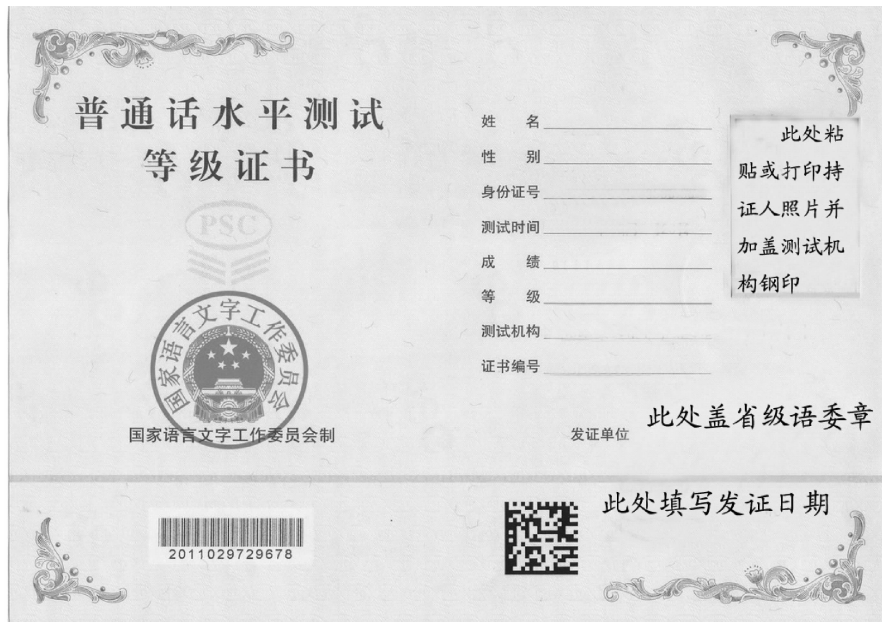 普通话水平测试
等级证书
PSC
国家语言文字工作委员会
国家语言文字工作委员会制
2011029729678
姓 名
性 别
身份证号
测试时间
成 绩
等 级
测试机构
证书编号
此处粘
贴或打印持
证人照片并
加盖测试机
构钢印
发证单位
此处盖省级语委章
此处填写发证日期